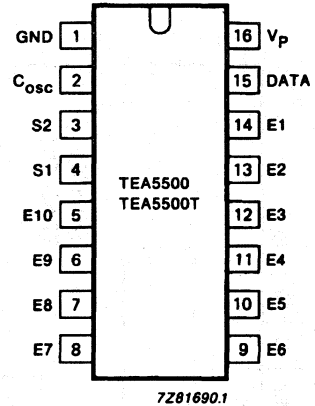 GND 1 16 VP
Cosc 2 15 DATA
S2 3 14 E1
S1 4 13 E2
TEA5500
TEA5500T
E10 5 12 E3
E9 6 11 E4
E8 7 10 E5
E7 8 9 E6
7Z81690.1